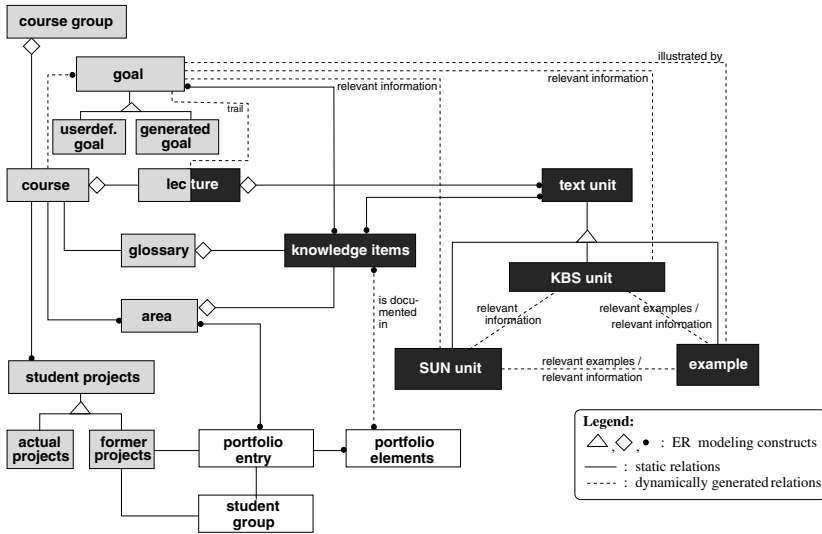 course group
goal
illustrated by
relevant information
relevant information
trail
userdef.
goal
generated
goal
course
lecture
text unit
glossary
knowledge items
KBS unit
area
is docu-
mented
in
relevant
information
relevant examples /
relevant information
student projects
SUN unit
relevant examples /
relevant information
example
actual
projects
former
projects
portfolio
entry
portfolio
elements
student
group
Legend:
, , : ER modeling constructs
: static relations
: dynamically generated relations